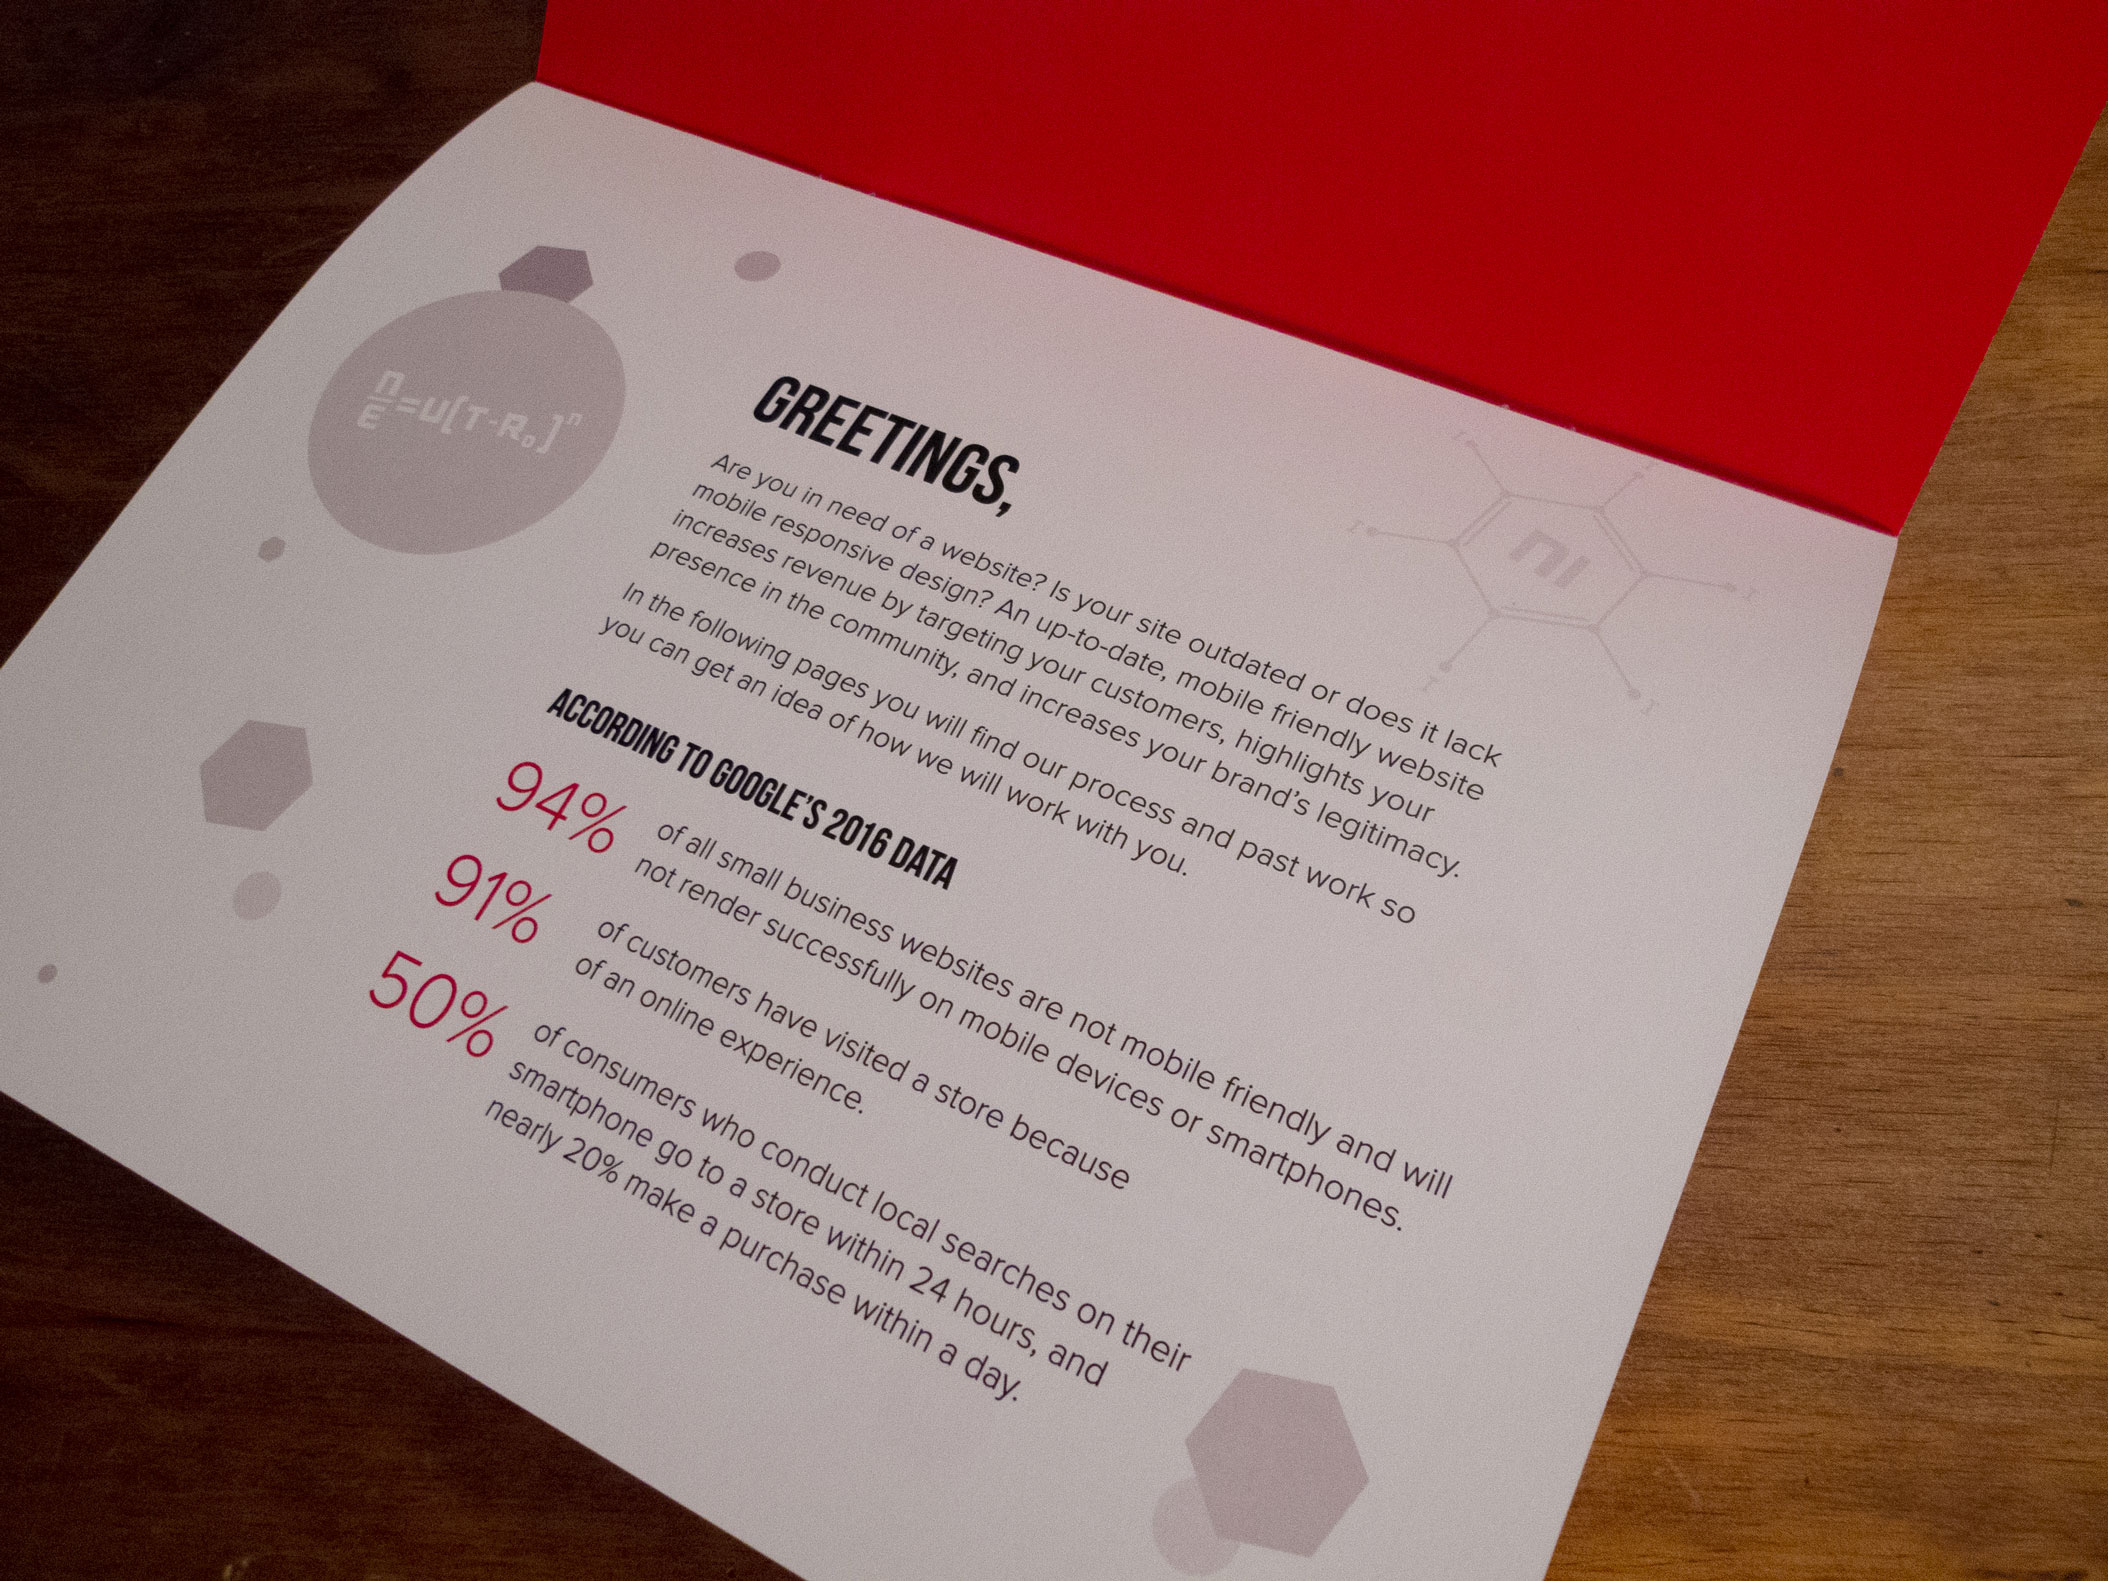 n
E =U[T-R₀]ⁿ
GREETINGS,
Are you in need of a website? Is your site outdated or does it lack
mobile responsive design? An up-to-date, mobile friendly website
increases revenue by targeting your customers, highlights your
presence in the community, and increases your brand’s legitimacy.
In the following pages you will find our process and past work so
you can get an idea of how we will work with you.
ACCORDING TO GOOGLE’S 2016 DATA
94% of all small business websites are not mobile friendly and will
not render successfully on mobile devices or smartphones.
91% of customers have visited a store because
of an online experience.
50% of consumers who conduct local searches on their
smartphone go to a store within 24 hours, and
nearly 20% make a purchase within a day.